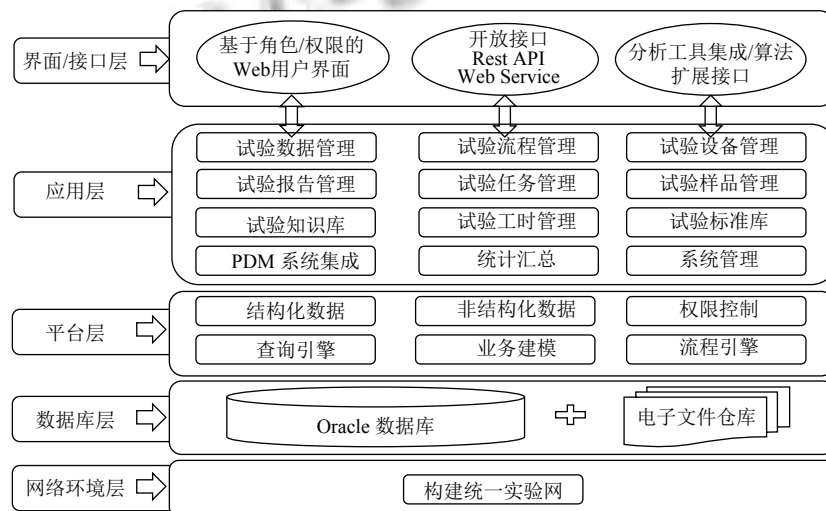 界面/接口层
基于角色/权限的
Web用户界面
开放接口
Rest API
Web Service
分析工具集成/算法
扩展接口
应用层
试验数据管理
试验流程管理
试验设备管理
试验报告管理
试验任务管理
试验样品管理
试验知识库
试验工时管理
试验标准库
PDM 系统集成
统计汇总
系统管理
平台层
结构化数据
非结构化数据
权限控制
查询引擎
业务建模
流程引擎
数据库层
Oracle 数据库
电子文件仓库
网络环境层
构建统一实验网